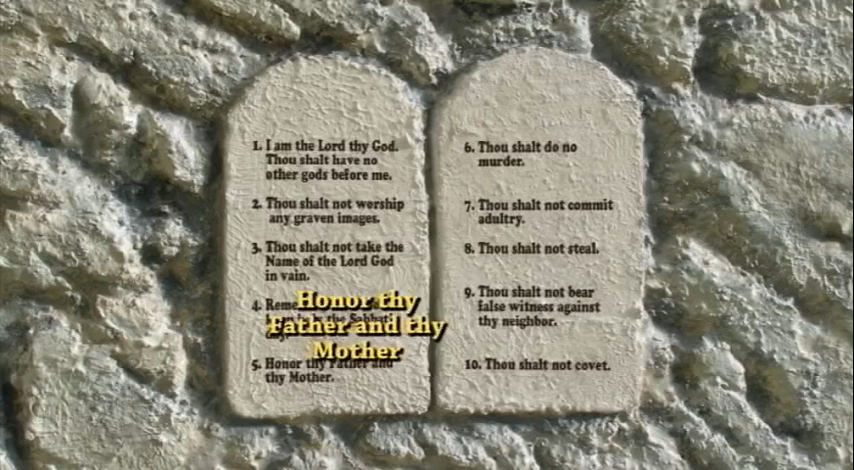 1. I am the Lord thy God.
Thou shalt have no
other gods before me.
2. Thou shalt not worship
any graven images.
3. Thou shalt not take the
Name of the Lord God
in vain.
4.
the Sabbath
5. Honor thy Father and
thy Mother.
Honor thy
Father and thy
Mother
6. Thou shalt do no
murder.
7. Thou shalt not commit
adultry.
8. Thou shalt not steal.
9. Thou shalt not bear
false witness against
thy neighbor.
10. Thou shalt not covet.